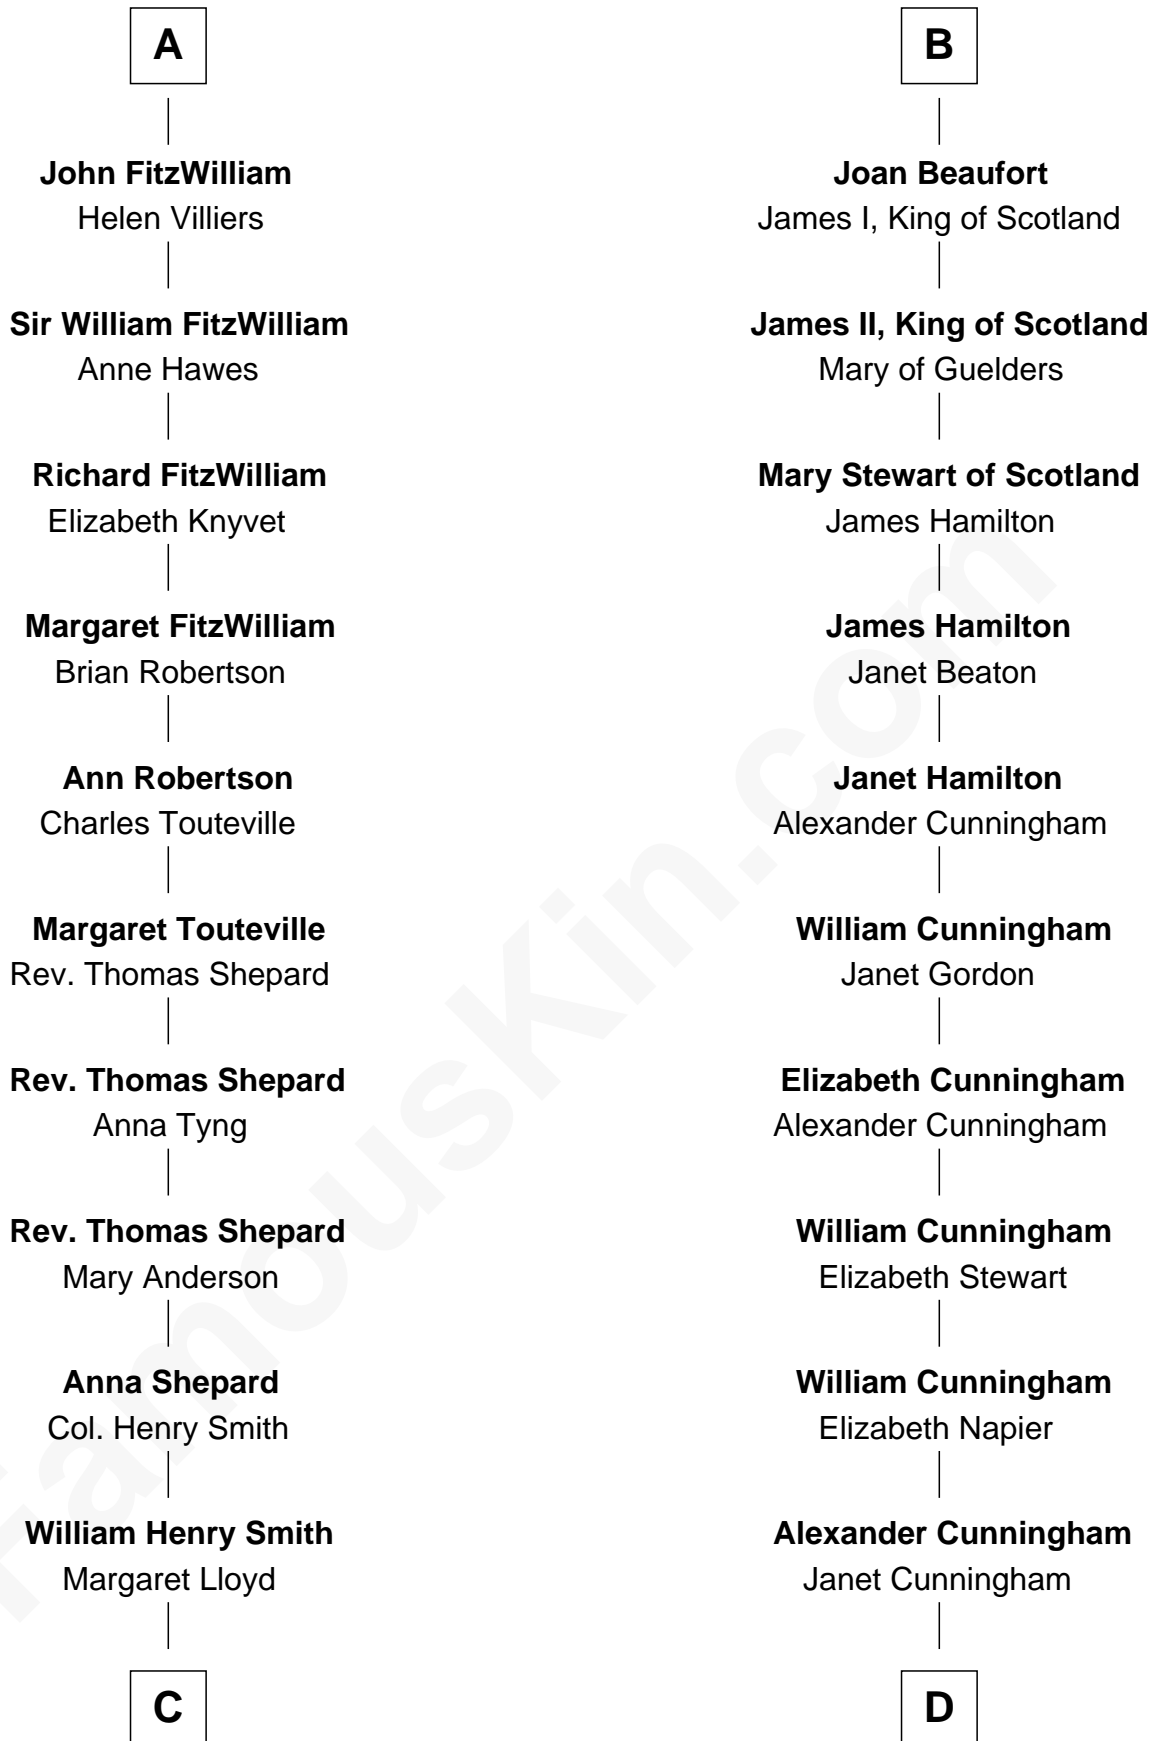 A
John FitzWilliam
Helen Villiers
Sir William FitzWilliam
Anne Hawes
Richard FitzWilliam
Elizabeth Knyvet
Margaret FitzWilliam
Brian Robertson
Ann Robertson
Charles Touteville
Margaret Touteville
Rev. Thomas Shepard
Rev. Thomas Shepard
Anna Tyng
Rev. Thomas Shepard
Mary Anderson
Anna Shepard
Col. Henry Smith
William Henry Smith
Margaret Lloyd
C
B
Joan Beaufort
James I, King of Scotland
James II, King of Scotland
Mary of Guelders
Mary Stewart of Scotland
James Hamilton
James Hamilton
Janet Beaton
Janet Hamilton
Alexander Cunningham
William Cunningham
Janet Gordon
Elizabeth Cunningham
Alexander Cunningham
William Cunningham
Elizabeth Stewart
William Cunningham
Elizabeth Napier
Alexander Cunningham
Janet Cunningham
D
FamousKin.com